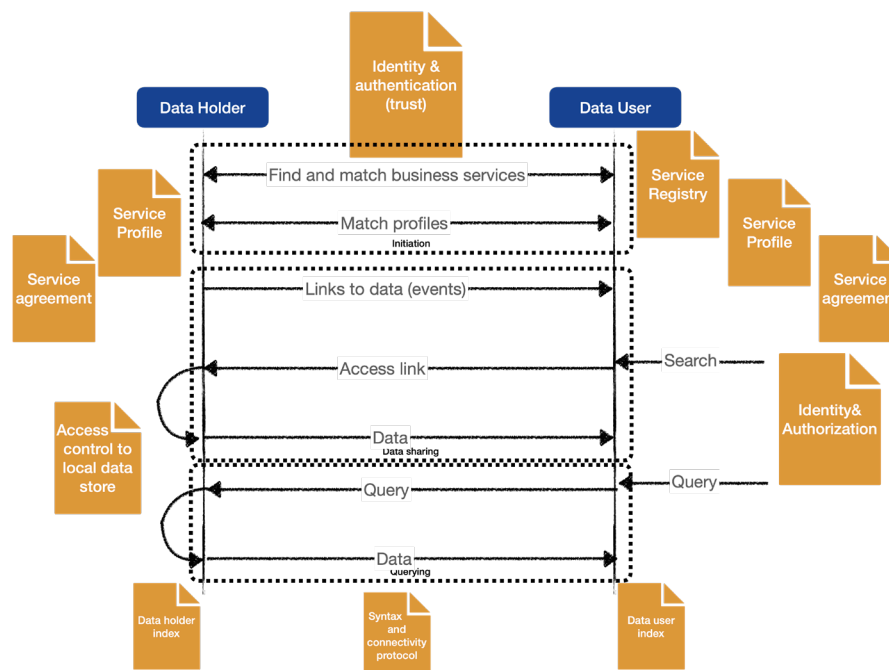 Identity &
authentication
(trust)
Data Holder
Data User
Find and match business services
Service
Registry
Service
Profile
Service
Profile
Match profiles
Initiation
Service
agreement
Service
agreement
Links to data (events)
Search
Access link
Identity&
Authorization
Access
control to
local data
store
Data
Data sharing
Query
Query
Data
Querying
Data holder
index
Syntax
and
connectivity
protocol
Data user
index